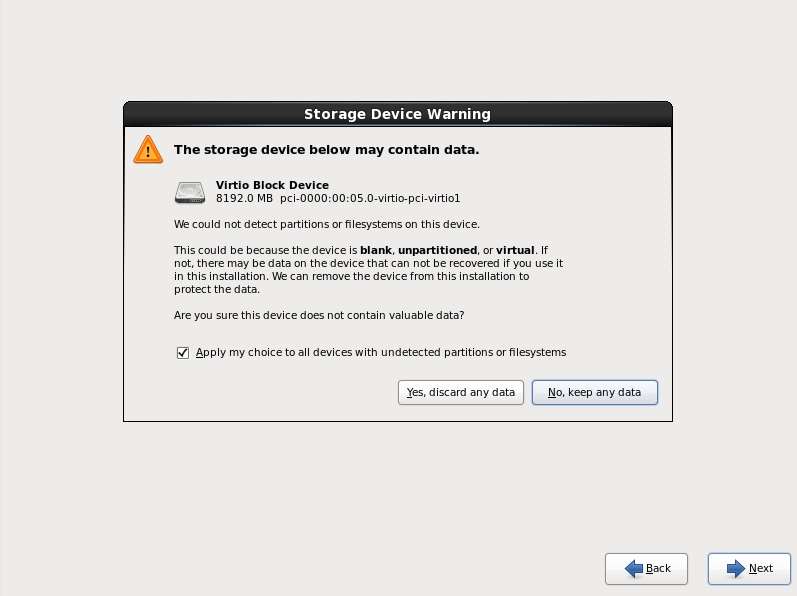 Storage Device Warning
The storage device below may contain data.
Virtio Block Device
8192.0 MB pci-0000:00:05.0-virtio-pci-virtio1
We could not detect partitions or filesystems on this device.
This could be because the device is blank, unpartitioned, or virtual. If
not, there may be data on the device that can not be recovered if you use it
in this installation. We can remove the device from this installation to
protect the data.
Are you sure this device does not contain valuable data?
Apply my choice to all devices with undetected partitions or filesystems
Yes, discard any data
No, keep any data
Back
Next